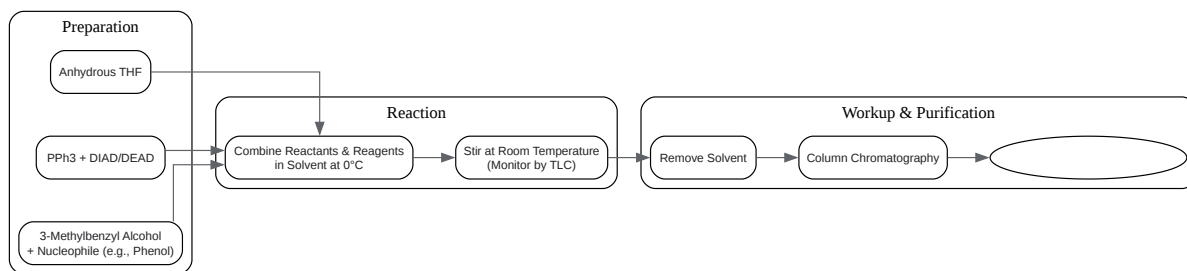 Preparation
Anhydrous THF
PPh3 + DIAD/DEAD
3-Methylbenzyl Alcohol
+ Nucleophile (e.g., Phenol)
Reaction
Combine Reactants & Reagents
in Solvent at 0°C
Stir at Room Temperature
(Monitor by TLC)
Workup & Purification
Remove Solvent
Column Chromatography